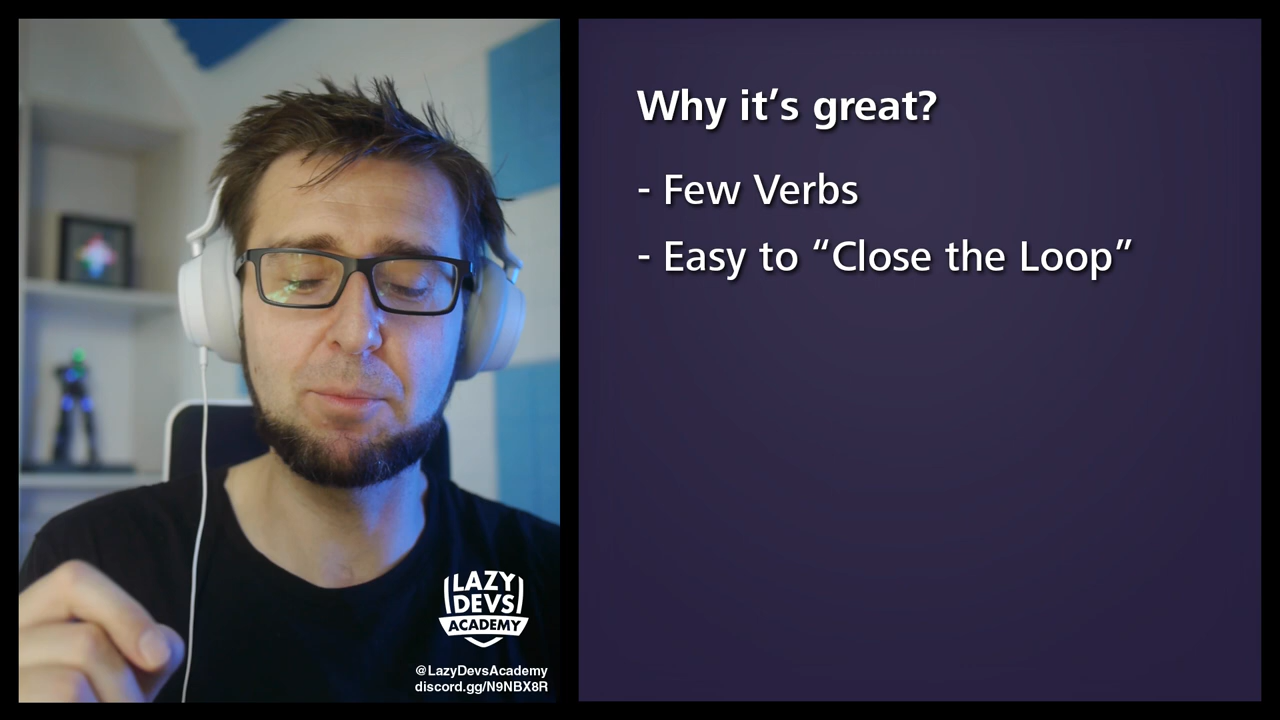 Why it’s great?
- Few Verbs
- Easy to “Close the Loop”
LAZY
DEVS
ACADEMY
@LazyDevsAcademy
discord.gg/N9NBX8R